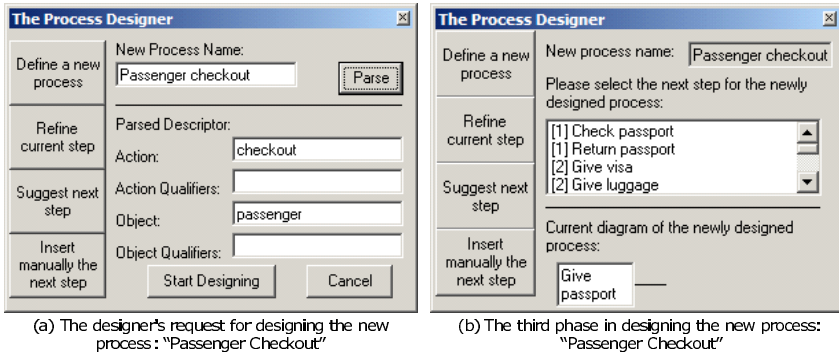 The Process Designer
Define a new
process
Refine
current step
Suggest next
step
Insert
manually the
next step
New Process Name:
Passenger checkout
Parse
Parsed Descriptor:
Action:
checkout
Action Qualifiers:
Object:
passenger
Object Qualifiers:
Start Designing
Cancel
(a) The designer's request for designing the new
process: "Passenger Checkout"
The Process Designer
Define a new
process
Refine
current step
Suggest next
step
Insert
manually the
next step
New process name:
Passenger checkout
Please select the next step for the newly
designed process:
[1] Check passport
[1] Return passport
[2] Give visa
[2] Give luggage
Current diagram of the newly designed
process:
Give
passport
(b) The third phase in designing the new process:
"Passenger Checkout"